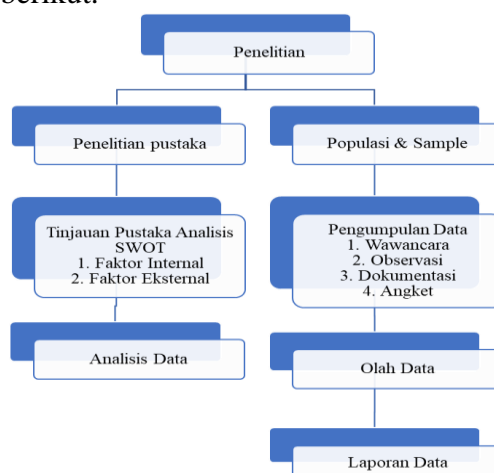 berikut.
Penelitian
Penelitian pustaka
Populasi & Sample
Tinjauan Pustaka Analisis
SWOT
1. Faktor Internal
2. Faktor Eksternal
Pengumpulan Data
1. Wawancara
2. Observasi
3. Dokumentasi
4. Angket
Analisis Data
Olah Data
Laporan Data